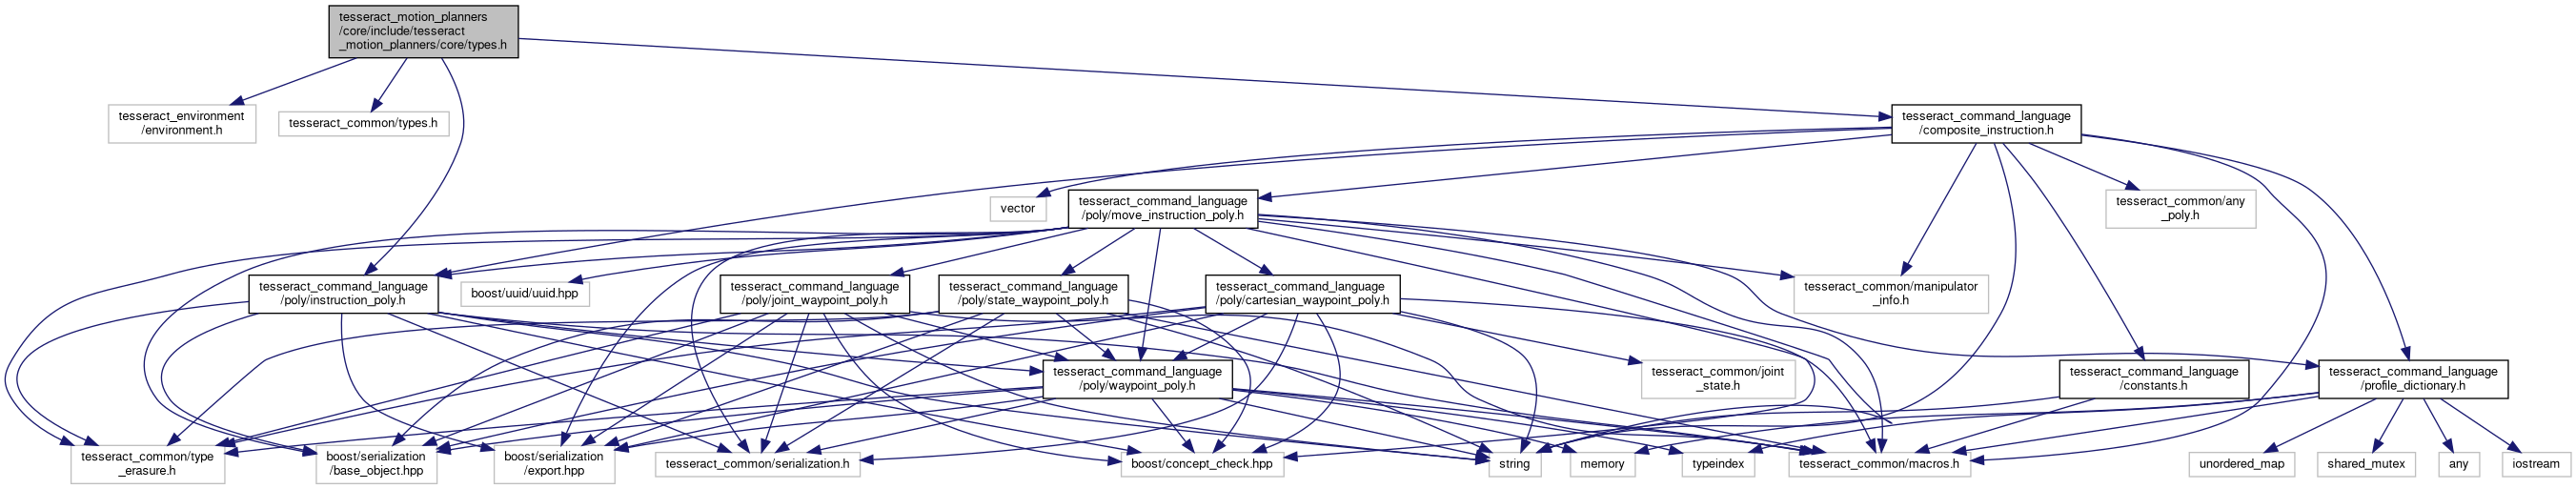 tesseract_motion_planners
/core/include/tesseract
_motion_planners/core/types.h
tesseract_environment
/environment.h
tesseract_common/types.h
tesseract_command_language
/composite_instruction.h
vector
tesseract_command_language
/poly/move_instruction_poly.h
tesseract_common/any
_poly.h
tesseract_command_language
/poly/instruction_poly.h
boost/uuid/uuid.hpp
tesseract_command_language
/poly/joint_waypoint_poly.h
tesseract_command_language
/poly/state_waypoint_poly.h
tesseract_command_language
/poly/cartesian_waypoint_poly.h
tesseract_common/manipulator
_info.h
tesseract_command_language
/poly/waypoint_poly.h
tesseract_common/joint
_state.h
tesseract_command_language
/constants.h
tesseract_command_language
/profile_dictionary.h
tesseract_common/type
_erasure.h
boost/serialization
/base_object.hpp
boost/serialization
/export.hpp
tesseract_common/serialization.h
boost/concept_check.hpp
string
memory
typeindex
tesseract_common/macros.h
unordered_map
shared_mutex
any
iostream